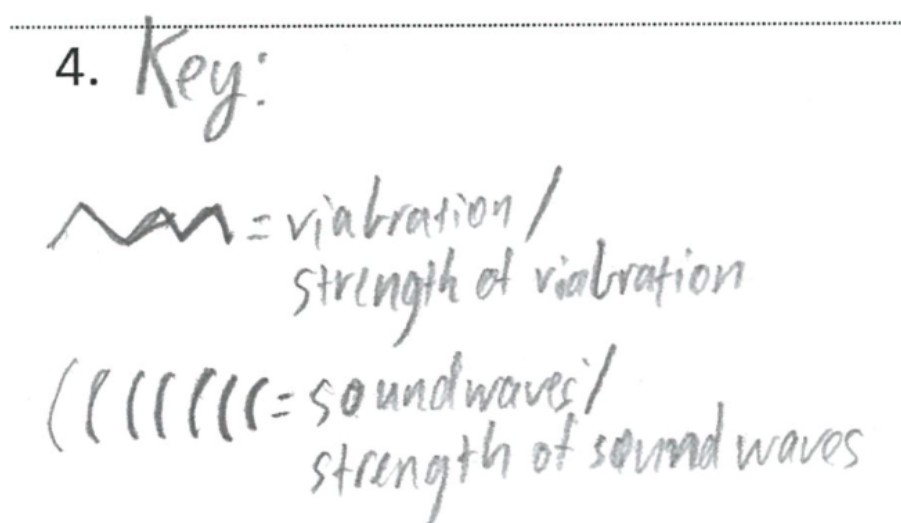 4. Key:
= viabration /
strength of viabration
= soundwaves /
strength of sound waves